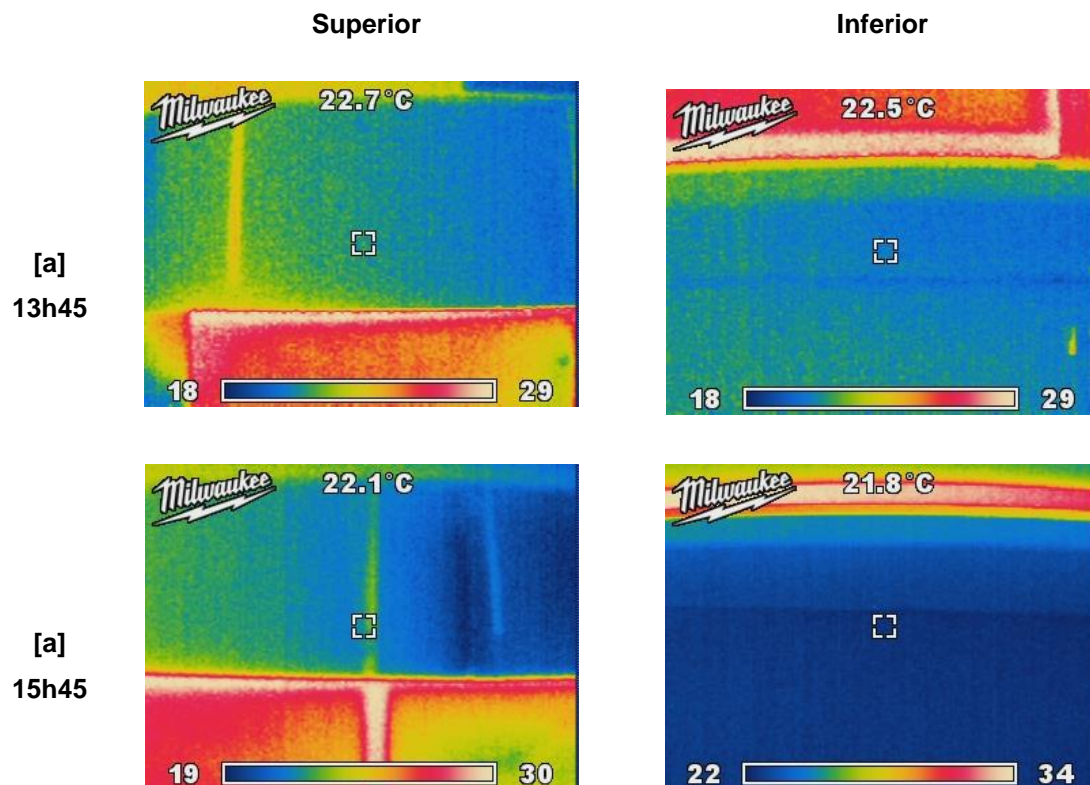 Superior
Inferior
Milwaukee 22.7°C
Milwaukee 22.5°C
[a]
13h45
18 29
18 29
Milwaukee 22.1°C
Milwaukee 21.8°C
[a]
15h45
19 30
22 34